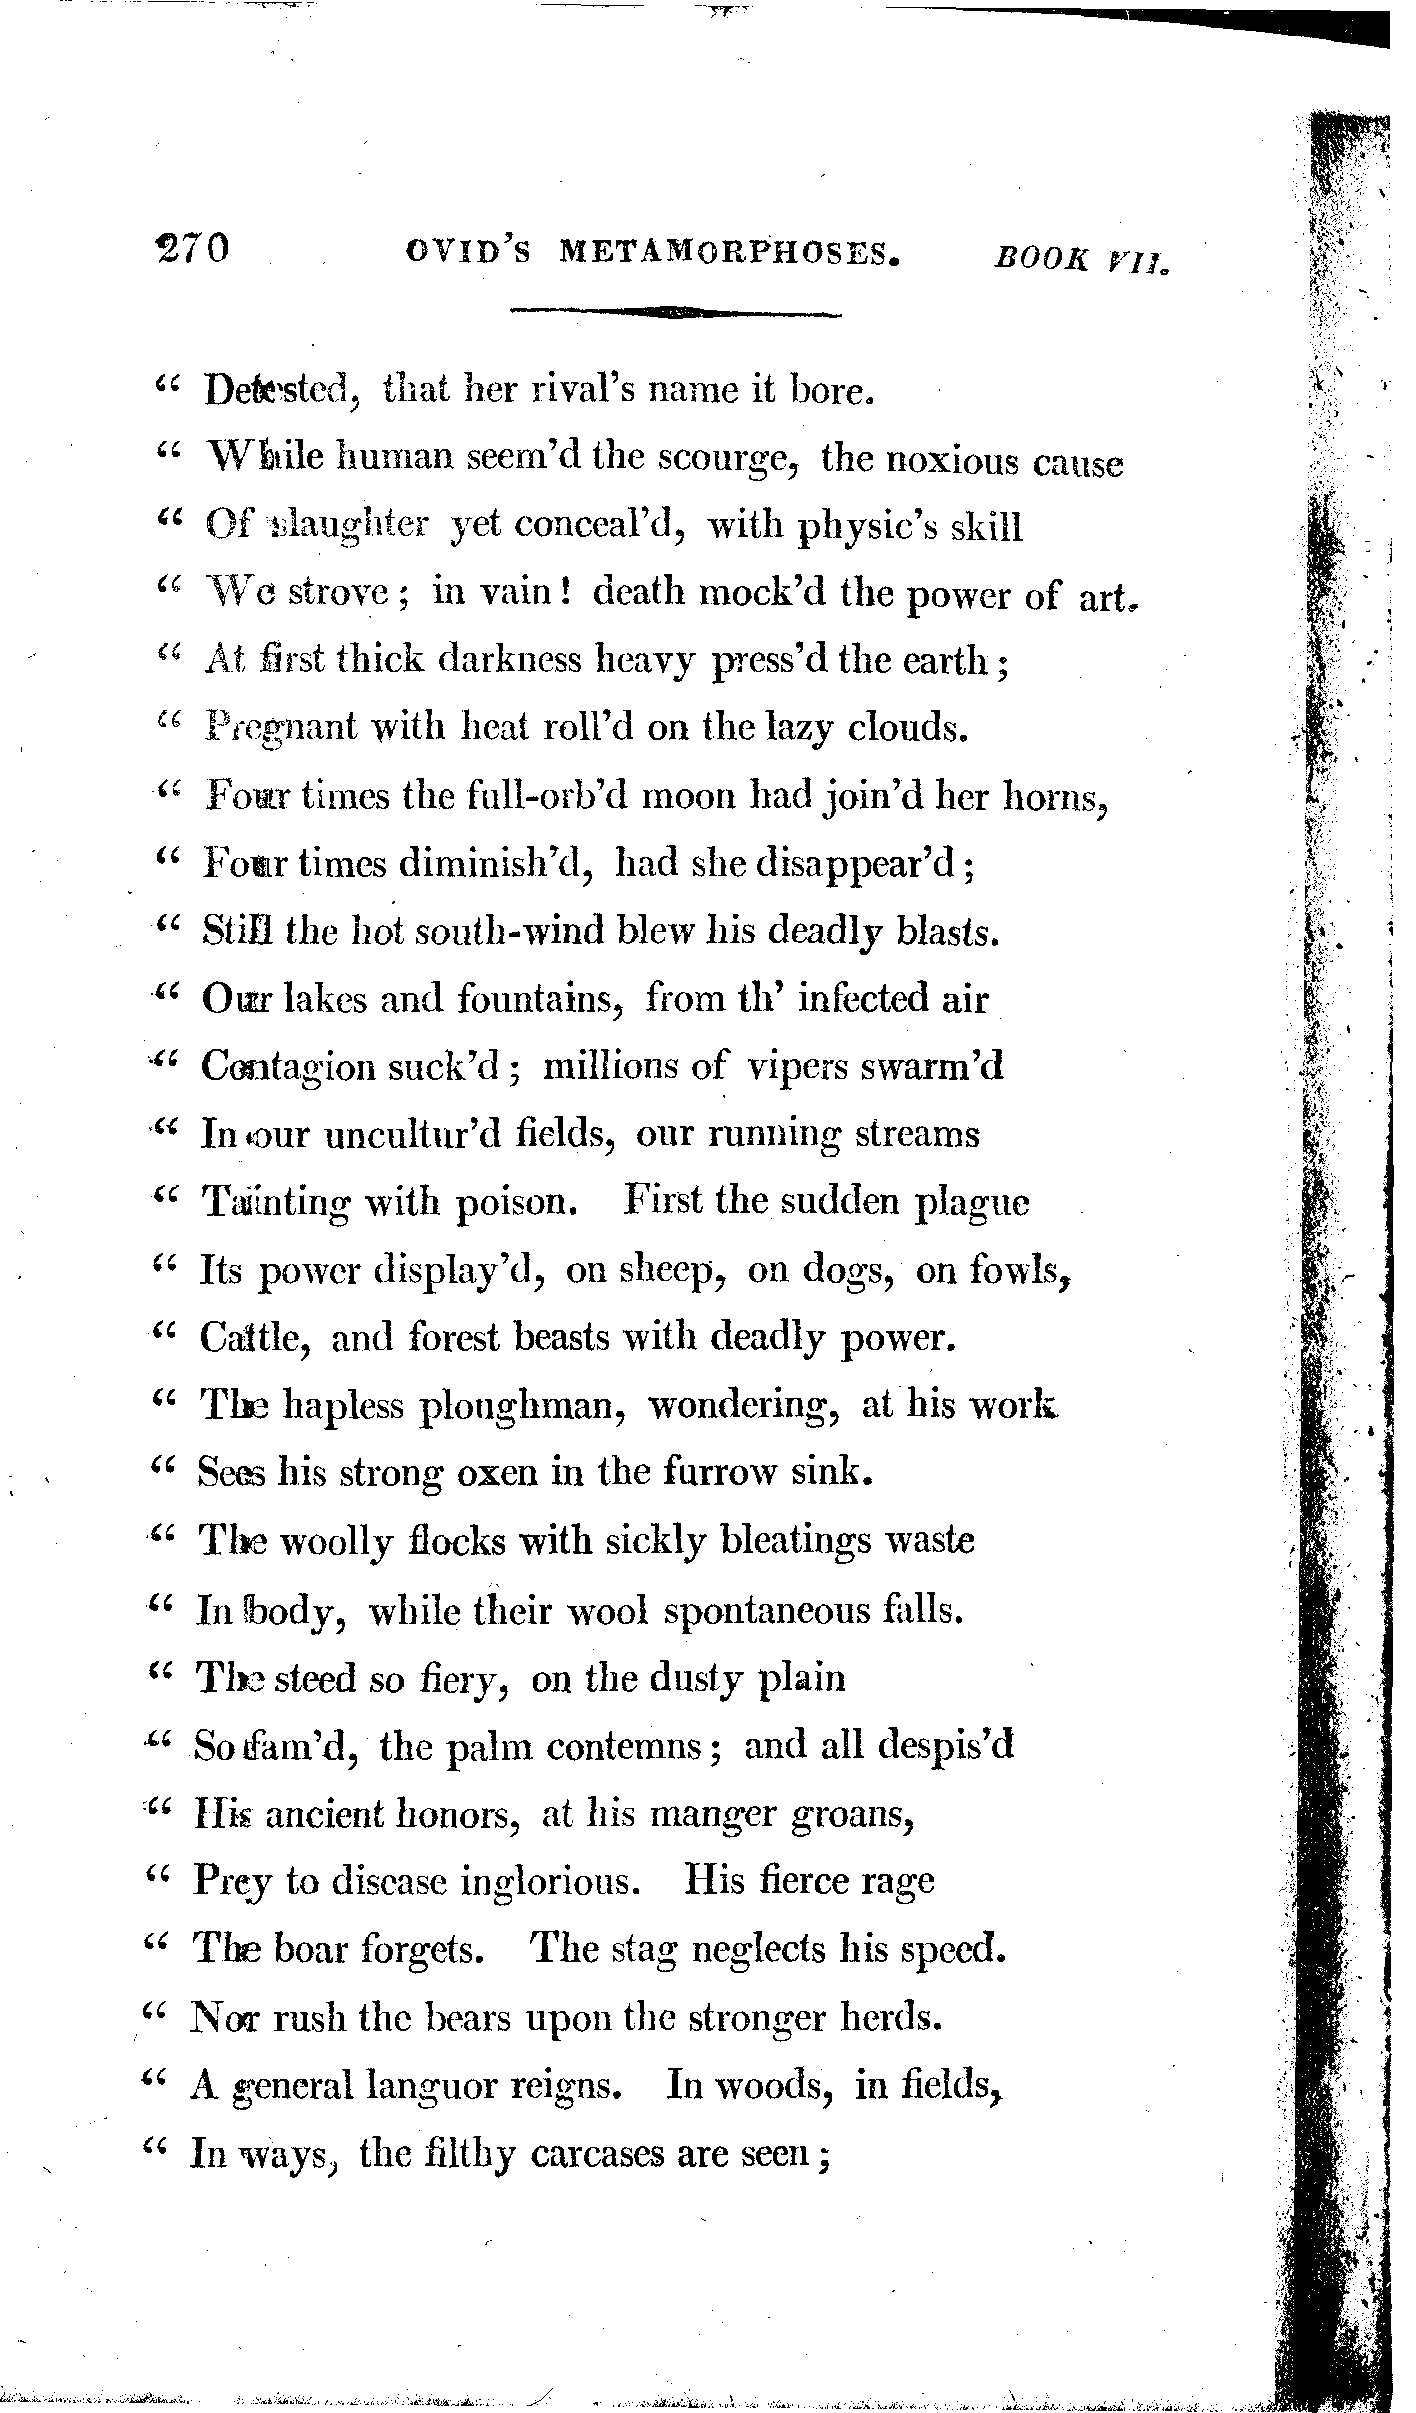 270 OVID'S METAMORPHOSES. BOOK VII.
" Detested, that her rival's name it bore.
" While human seem'd the scourge, the noxious cause
" Of slaughter yet conceal'd, with physic's skill
" We strove; in vain! death mock'd the power of art.
" At first thick darkness heavy press'd the earth;
" Pregnant with heat roll'd on the lazy clouds.
" Four times the full-orb'd moon had join'd her horns,
" Four times diminish'd, had she disappear'd;
" Still the hot south-wind blew his deadly blasts.
" Our lakes and fountains, from th' infected air
" Contagion suck'd; millions of vipers swarm'd
" In our uncultur'd fields, our running streams
" Tainting with poison. First the sudden plague
" Its power display'd, on sheep, on dogs, on fowls,
" Cattle, and forest beasts with deadly power.
" The hapless ploughman, wondering, at his work
" Sees his strong oxen in the furrow sink.
" The woolly flocks with sickly bleatings waste
" In body, while their wool spontaneous falls.
" The steed so fiery, on the dusty plain
" So fam'd, the palm contemns; and all despis'd
" His ancient honors, at his manger groans,
" Prey to disease inglorious. His fierce rage
" The boar forgets. The stag neglects his speed.
" Nor rush the bears upon the stronger herds.
" A general languor reigns. In woods, in fields,
" In ways, the filthy carcases are seen;